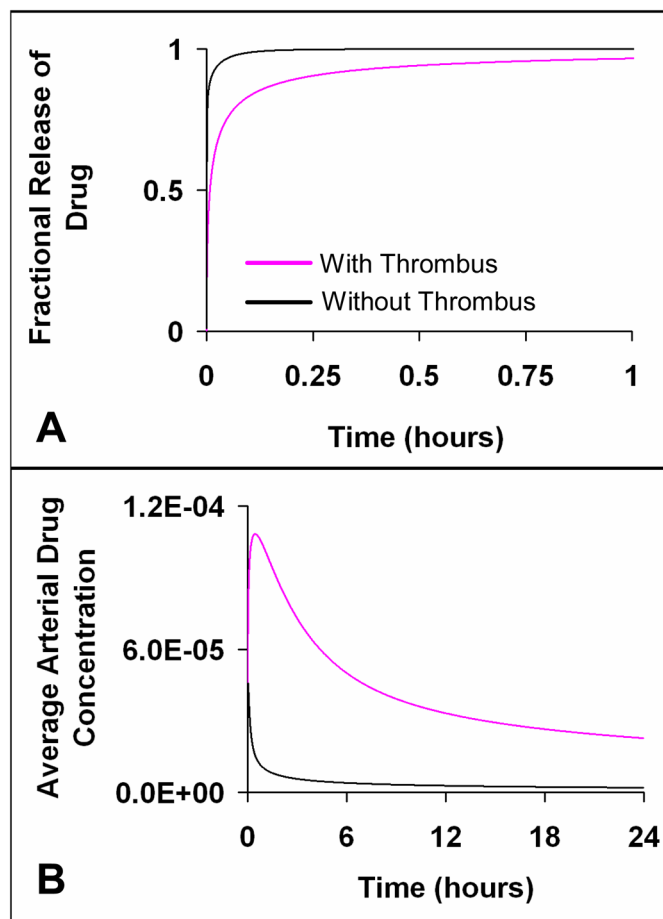 1
Fractional Release of
Drug
0.5
With Thrombus
Without Thrombus
0
0 0.25 0.5 0.75 1
A
Time (hours)
1.2E-04
Average Arterial Drug
Concentration
6.0E-05
0.0E+00
0 6 12 18 24
B
Time (hours)